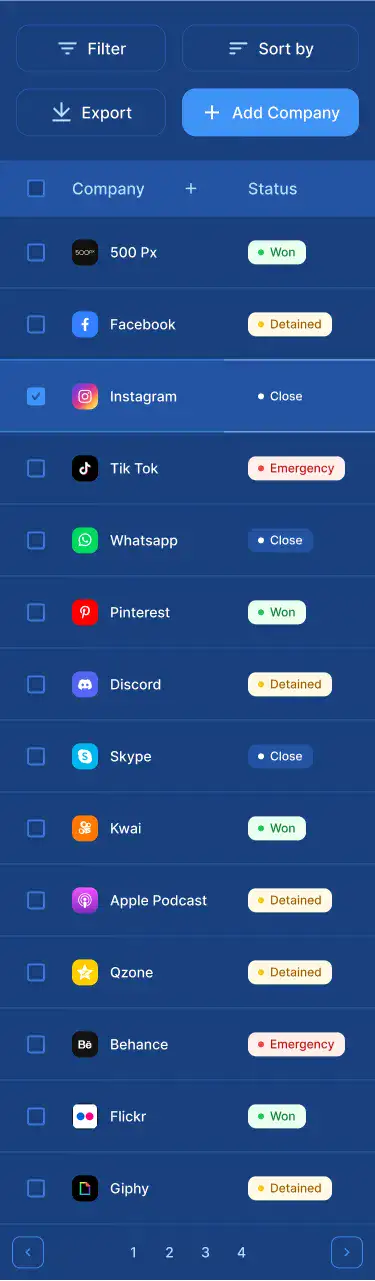 Filter Sort by
Export Add Company
Company + Status
500px 500 Px Won
Facebook Detained
Instagram Close
Tik Tok Emergency
Whatsapp Close
Pinterest Won
Discord Detained
Skype Close
Kwai Won
Apple Podcast Detained
Qzone Detained
Bē Behance Emergency
Flickr Won
Giphy Detained
1 2 3 4